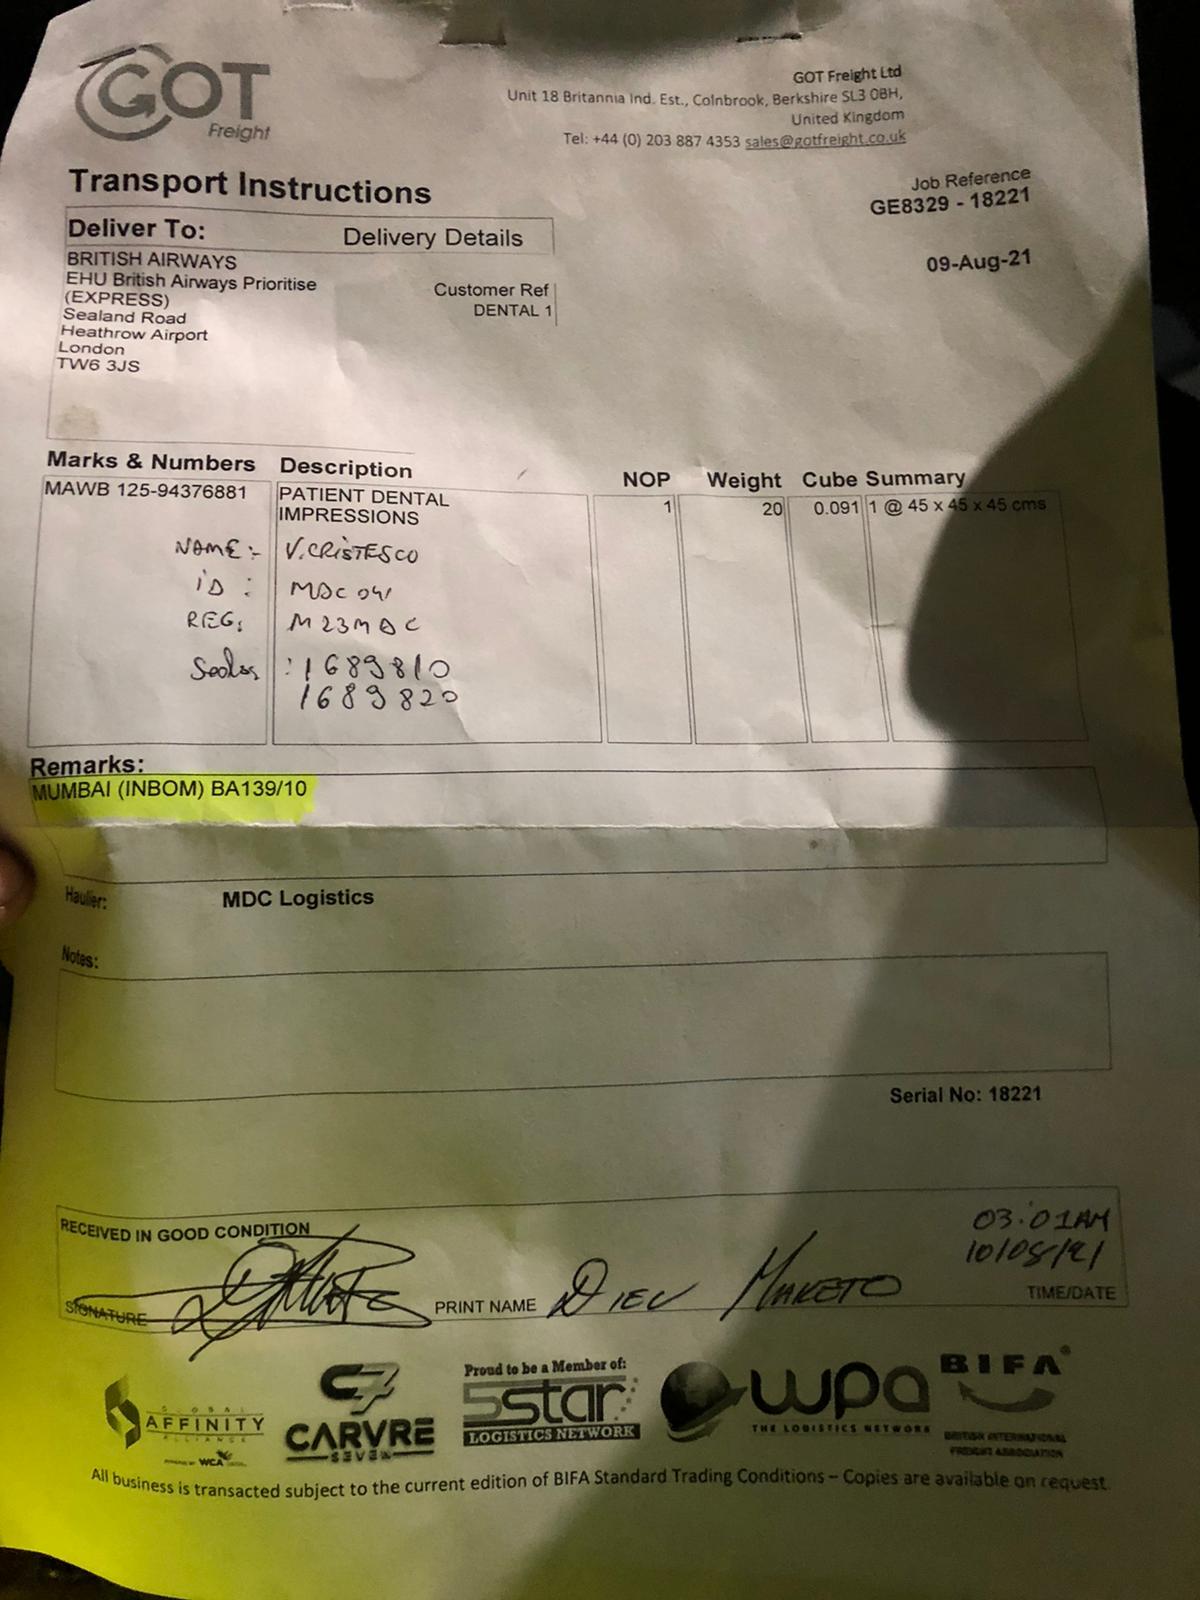 GOT
Freight
GOT Freight Ltd
Unit 18 Britannia Ind. Est., Colnbrook, Berkshire SL3 0BH,
United Kingdom
Tel: +44 (0) 203 887 4353 sales@gotfreight.co.uk
Transport Instructions
Job Reference
GE8329 - 18221
09-Aug-21
Deliver To: Delivery Details
BRITISH AIRWAYS
EHU British Airways Prioritise
(EXPRESS)
Sealand Road
Heathrow Airport
London
TW6 3JS
Customer Ref
DENTAL 1
Marks & Numbers Description NOP Weight Cube Summary
MAWB 125-94376881 PATIENT DENTAL 1 20 0.091 1 @ 45 x 45 x 45 cms
IMPRESSIONS
NAME:- V.CRISTESCO
iD : MDC 041
REG: M23MDC
: 1689810
1689820
Remarks:
MUMBAI (INBOM) BA139/10
Haulier: MDC Logistics
Notes:
Serial No: 18221
RECEIVED IN GOOD CONDITION
03:01AM
10/08/21
SIGNATURE PRINT NAME MAKETO TIME/DATE
Proud to be a Member of:
GLOBAL
AFFINITY
ALLIANCE
POWERED BY WCA
C7
CARVRE
SEVEN
5star
LOGISTICS NETWORK
wpa
THE LOGISTICS NETWORK
BIFA
BRITISH INTERNATIONAL
FREIGHT ASSOCIATION
All business is transacted subject to the current edition of BIFA Standard Trading Conditions – Copies are available on request.